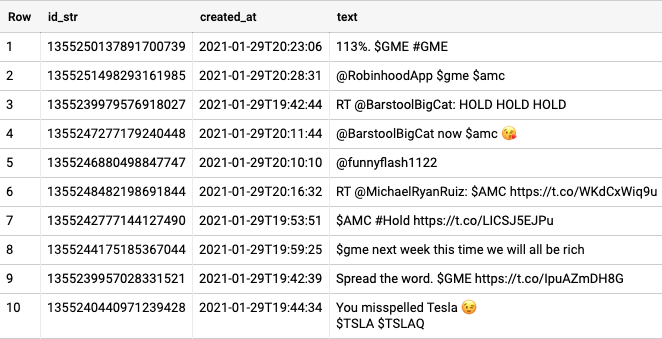 Row id_str created_at text
1 1355250137891700739 2021-01-29T20:23:06 113%. $GME #GME
2 1355251498293161985 2021-01-29T20:28:31 @RobinhoodApp $gme $amc
3 1355239979576918027 2021-01-29T19:42:44 RT @BarstoolBigCat: HOLD HOLD HOLD
4 1355247277179240448 2021-01-29T20:11:44 @BarstoolBigCat now $amc 😘
5 1355246880498847747 2021-01-29T20:10:10 @funnyflash1122
6 1355248482198691844 2021-01-29T20:16:32 RT @MichaelRyanRuiz: $AMC https://t.co/WKdCxWiq9u
7 1355242777144127490 2021-01-29T19:53:51 $AMC #Hold https://t.co/LICSJ5EJPu
8 1355244175185367044 2021-01-29T19:59:25 $gme next week this time we will all be rich
9 1355239957028331521 2021-01-29T19:42:39 Spread the word. $GME https://t.co/IpuAZmDH8G
10 1355240440971239428 2021-01-29T19:44:34 You misspelled Tesla 😉
$TSLA $TSLAQ